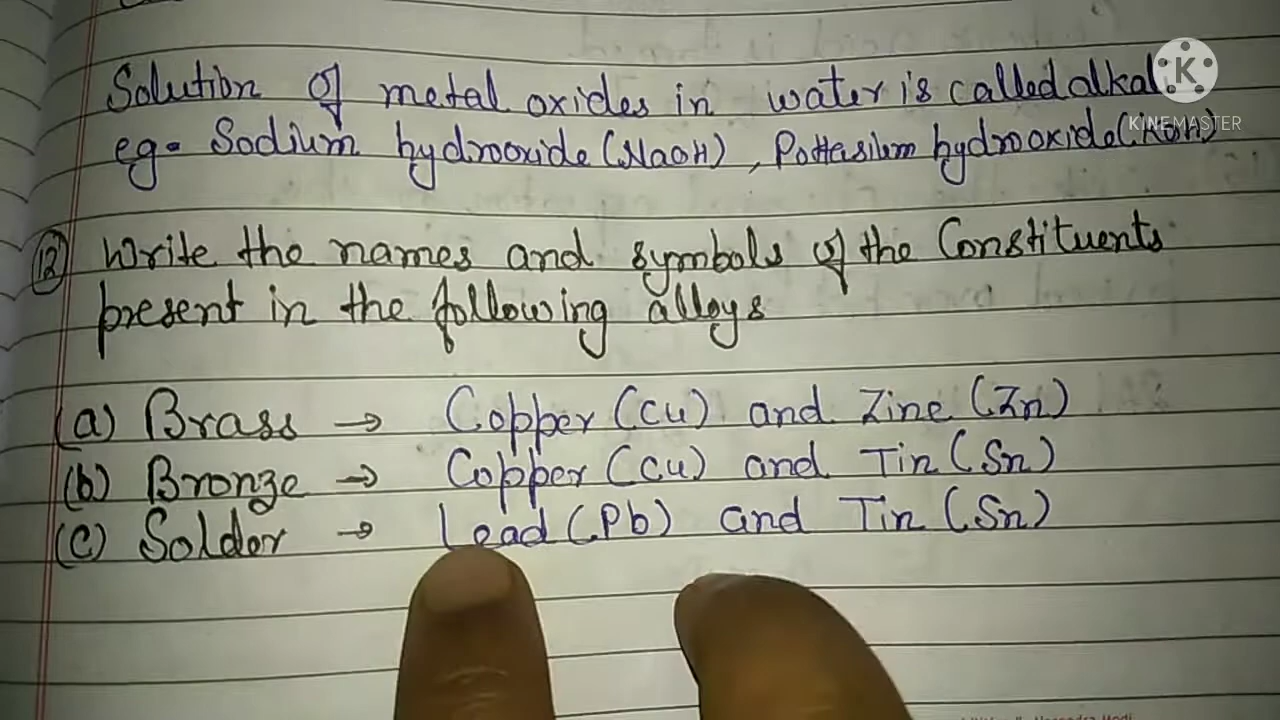 Solution of metal oxides in water is called alkali
K
KINEMASTER
eg- Sodium hydrooxide (NaOH), Pottasilum hydrooxide (KOH)
12 Write the names and symbols of the Constituents
present in the following alloys
(a) Brass → Copper (Cu) and Zinc (Zn)
(b) Bronze → Copper (Cu) and Tin (Sn)
(c) Solder → Lead (Pb) and Tin (Sn)